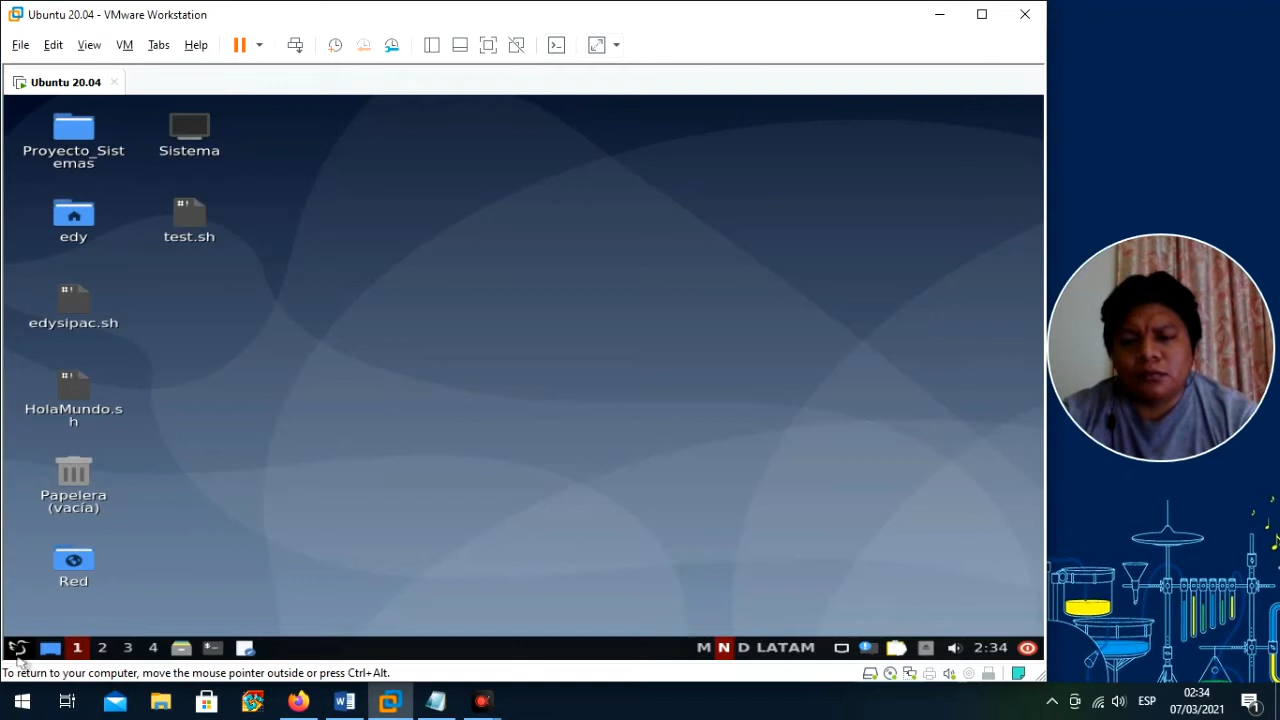 Ubuntu 20.04 - VMware Workstation
File Edit View VM Tabs Help
Ubuntu 20.04
Proyecto_Sist
emas
Sistema
edy
test.sh
edysipac.sh
HolaMundo.s
h
Papelera
(vacía)
Red
1 2 3 4 M N D LATAM 2:34
To return to your computer, move the mouse pointer outside or press Ctrl+Alt.
ESP
02:34
07/03/2021
1